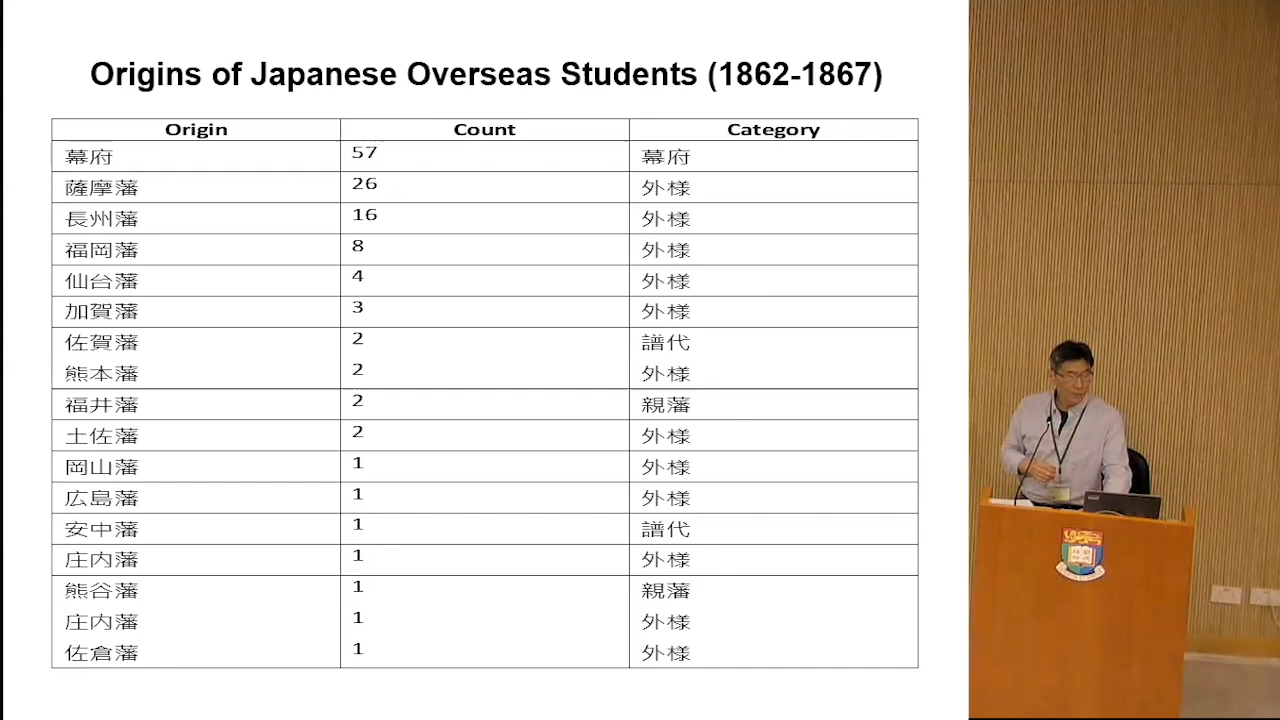 Origins of Japanese Overseas Students (1862-1867)
Origin Count Category
幕府 57 幕府
薩摩藩 26 外様
長州藩 16 外様
福岡藩 8 外様
仙台藩 4 外様
加賀藩 3 外様
佐賀藩 2 譜代
熊本藩 2 外様
福井藩 2 親藩
土佐藩 2 外様
岡山藩 1 外様
広島藩 1 外様
安中藩 1 譜代
庄内藩 1 外様
熊谷藩 1 親藩
庄内藩 1 外様
佐倉藩 1 外様